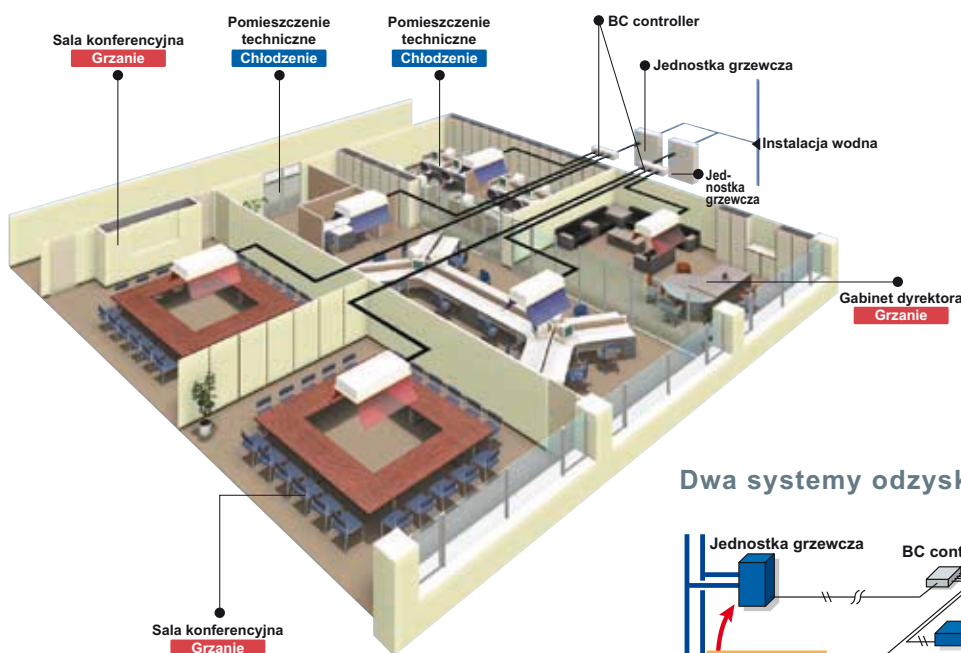 Sala konferencyjna
Grzanie
Pomieszczenie
techniczne
Chłodzenie
Pomieszczenie
techniczne
Chłodzenie
BC controller
Jednostka grzewcza
Instalacja wodna
Jed-
nostka
grzewcza
Gabinet dyrektora
Grzanie
Sala konferencyjna
Grzanie
Dwa systemy odzysk
Jednostka grzewcza
BC cont